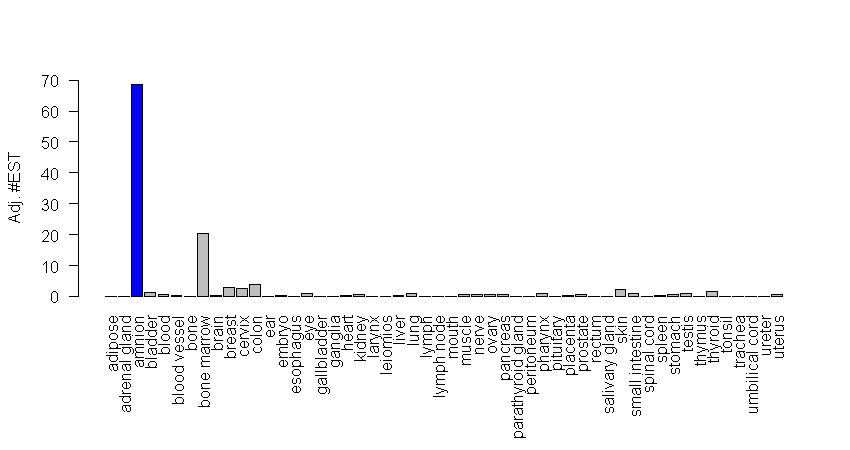 70
60
50
40
30
20
10
0
Adj. #EST
adipose
adrenal gland
amnion
bladder
blood
blood vessel
bone
bone marrow
brain
breast
cervix
colon
ear
embryo
esophagus
eye
gallbladder
ganglia
heart
kidney
larynx
leiomios
liver
lung
lymph
lymph node
mouth
muscle
nerve
ovary
pancreas
parathyroid gland
peritoneum
pharynx
pituitary
placenta
prostate
rectum
salivary gland
skin
small intestine
spinal cord
spleen
stomach
testis
thymus
thyroid
tonsil
trachea
umbilical cord
ureter
uterus